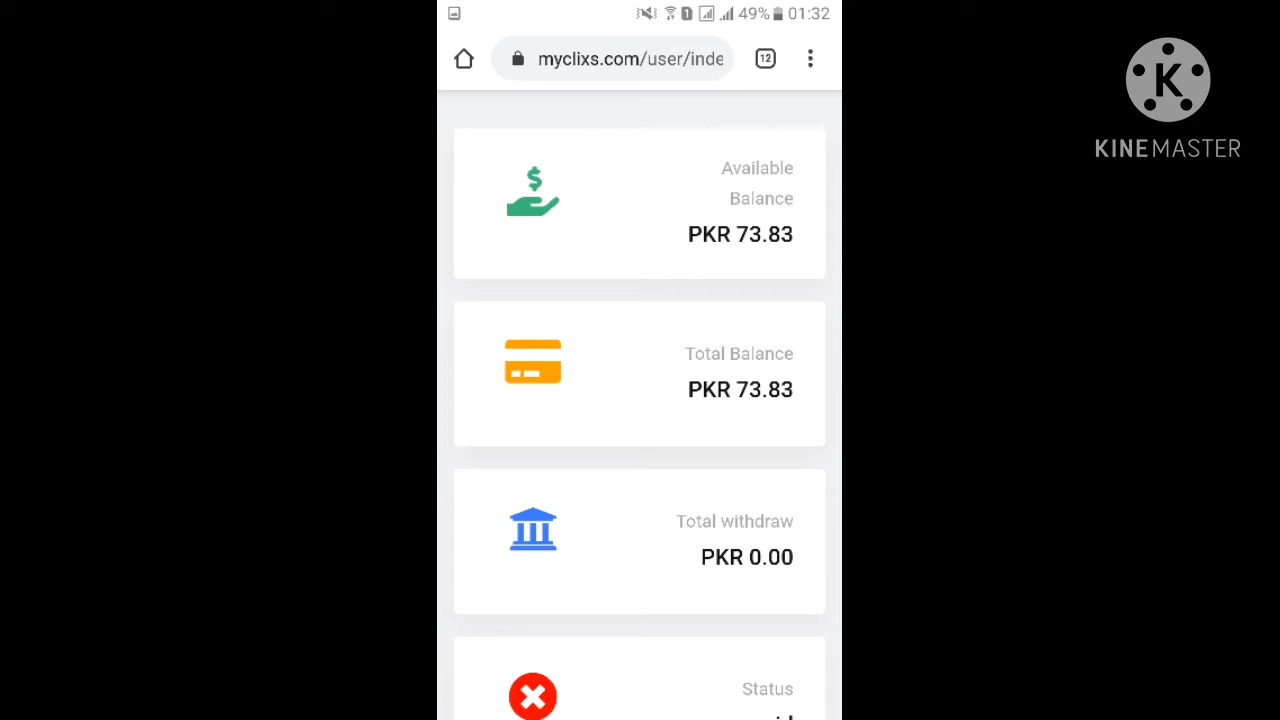 49% 01:32
myclixs.com/user/inde
12
K
KINEMASTER
Available
Balance
PKR 73.83
Total Balance
PKR 73.83
Total withdraw
PKR 0.00
Status